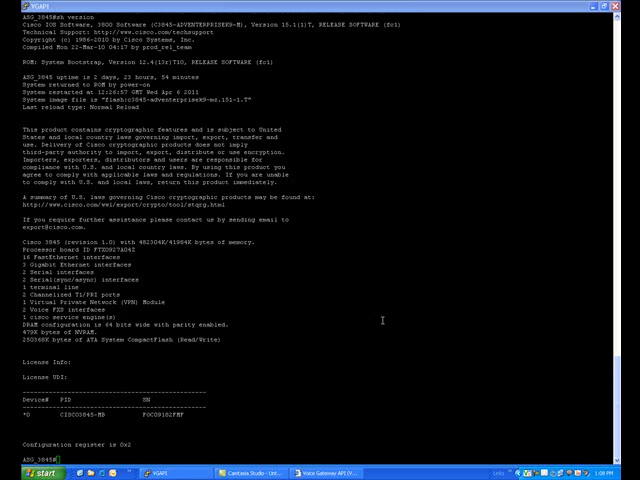 YGAPI
ASG_3845#sh version
Cisco IOS Software, 3800 Software (C3845-ADVENTERPRISEK9-M), Version 15.1(1)T, RELEASE SOFTWARE (fc1)
Technical Support: http://www.cisco.com/techsupport
Copyright (c) 1986-2010 by Cisco Systems, Inc.
Compiled Mon 22-Mar-10 04:17 by prod_rel_team
ROM: System Bootstrap, Version 12.4(13r)T10, RELEASE SOFTWARE (fc1)
ASG_3845 uptime is 2 days, 23 hours, 54 minutes
System returned to ROM by power-on
System restarted at 12:26:57 GMT Wed Apr 6 2011
System image file is "flash:c3845-adventerprisek9-mz.151-1.T"
Last reload type: Normal Reload
This product contains cryptographic features and is subject to United
States and local country laws governing import, export, transfer and
use. Delivery of Cisco cryptographic products does not imply
third-party authority to import, export, distribute or use encryption.
Importers, exporters, distributors and users are responsible for
compliance with U.S. and local country laws. By using this product you
agree to comply with applicable laws and regulations. If you are unable
to comply with U.S. and local laws, return this product immediately.
A summary of U.S. laws governing Cisco cryptographic products may be found at:
http://www.cisco.com/wwl/export/crypto/tool/stqrg.html
If you require further assistance please contact us by sending email to
export@cisco.com.
Cisco 3845 (revision 1.0) with 482304K/41984K bytes of memory.
Processor board ID FTX0927A04Z
16 FastEthernet interfaces
3 Gigabit Ethernet interfaces
2 Serial interfaces
2 Serial(sync/async) interfaces
1 terminal line
2 Channelized T1/PRI ports
1 Virtual Private Network (VPN) Module
2 Voice FXS interfaces
1 cisco service engine(s)
DRAM configuration is 64 bits wide with parity enabled.
479K bytes of NVRAM.
250368K bytes of ATA System CompactFlash (Read/Write)
License Info:
License UDI:
-------------------------------------------------
Device# PID SN
-------------------------------------------------
*0 CISCO3845-MB FOC09182FMF
Configuration register is 0x2
ASG_3845#
start YGAPI Camtasia Studio - Unt... Voice Gateway API (V... Links » 1:08 PM